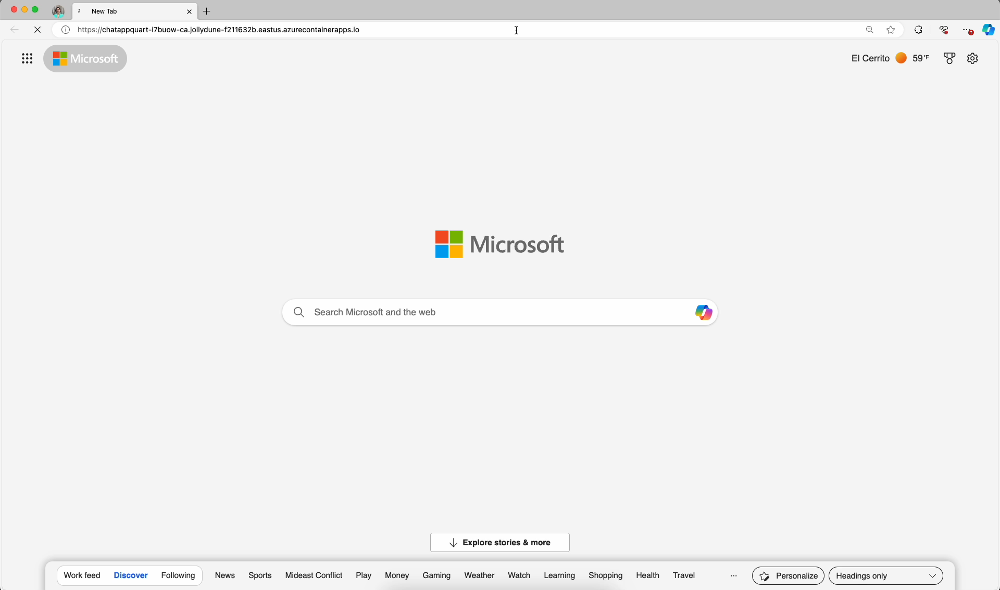 New Tab
https://chatappquart-i7buow-ca.jollydune-f211632b.eastus.azurecontainerapps.io
Microsoft
El Cerrito 59°F
Microsoft
Search Microsoft and the web
Explore stories & more
Work feed Discover Following News Sports Mideast Conflict Play Money Gaming Weather Watch Learning Shopping Health Travel ... Personalize Headings only